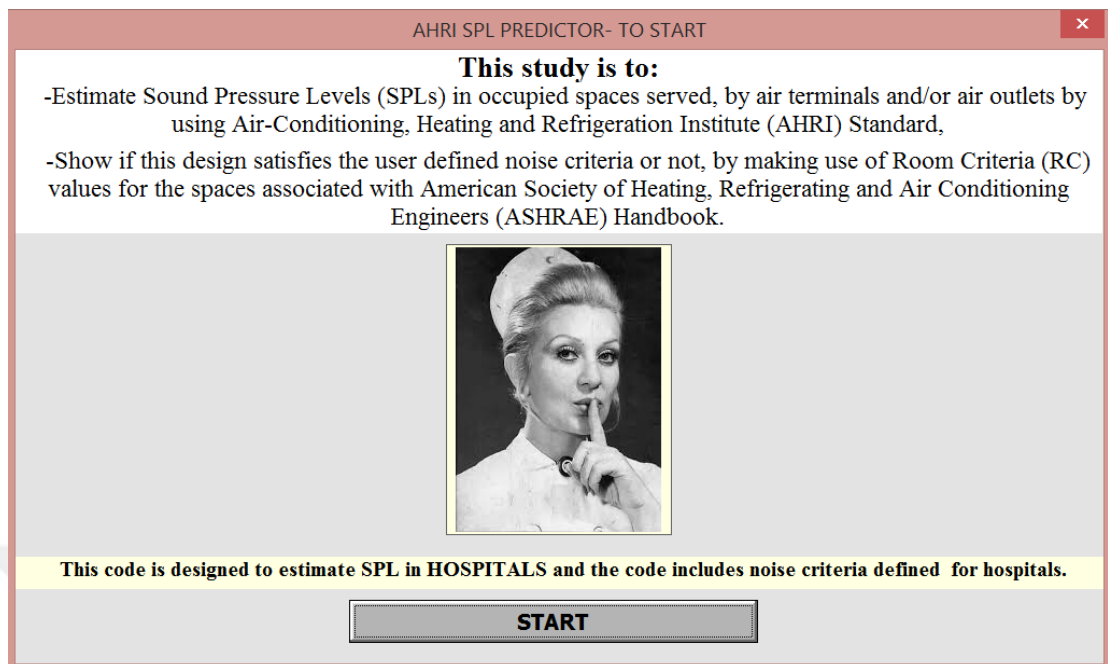 AHRI SPL PREDICTOR- TO START
×
This study is to:
-Estimate Sound Pressure Levels (SPLs) in occupied spaces served, by air terminals and/or air outlets by
using Air-Conditioning, Heating and Refrigeration Institute (AHRI) Standard,
-Show if this design satisfies the user defined noise criteria or not, by making use of Room Criteria (RC)
values for the spaces associated with American Society of Heating, Refrigerating and Air Conditioning
Engineers (ASHRAE) Handbook.
This code is designed to estimate SPL in HOSPITALS and the code includes noise criteria defined  for hospitals.
START